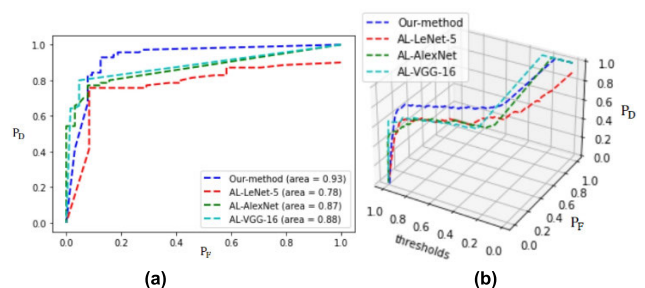 1.0
0.8
0.6
0.4
0.2
0.0
P_D
0.0 0.2 0.4 0.6 0.8 1.0
P_F
Our-method (area = 0.93)
AL-LeNet-5 (area = 0.78)
AL-AlexNet (area = 0.87)
AL-VGG-16 (area = 0.88)
(a)
Our-method
AL-LeNet-5
AL-AlexNet
AL-VGG-16
1.0
0.8
0.6
0.4
0.2
0.0
P_D
1.0
0.8
0.6
0.4
0.2
0.0
P_F
1.0 0.8 0.6 0.4 0.2 0.0
thresholds
(b)